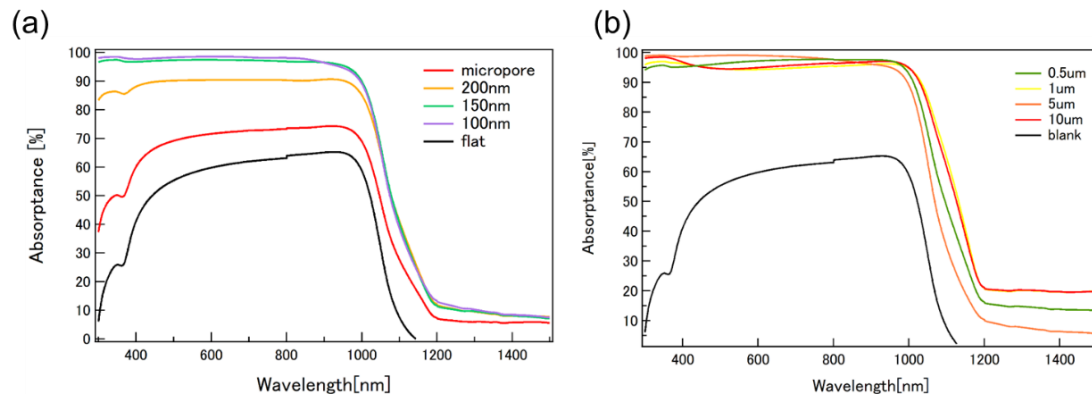 (a)
Absorptance [%]
100
90
80
70
60
50
40
30
20
10
0
micropore
200nm
150nm
100nm
flat
400
600
800
1000
1200
1400
Wavelength[nm]
(b)
Absorptance[%]
(%)
100
90
80
70
60
50
40
30
20
10
0.5um
1um
5um
10um
blank
400
600
800
1000
1200
1400
Wavelength[nm]